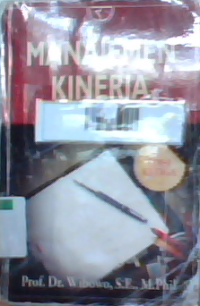 MANAJEMEN
KINERJA
Prof. Dr. Wibowo, S.E., M.Phil.